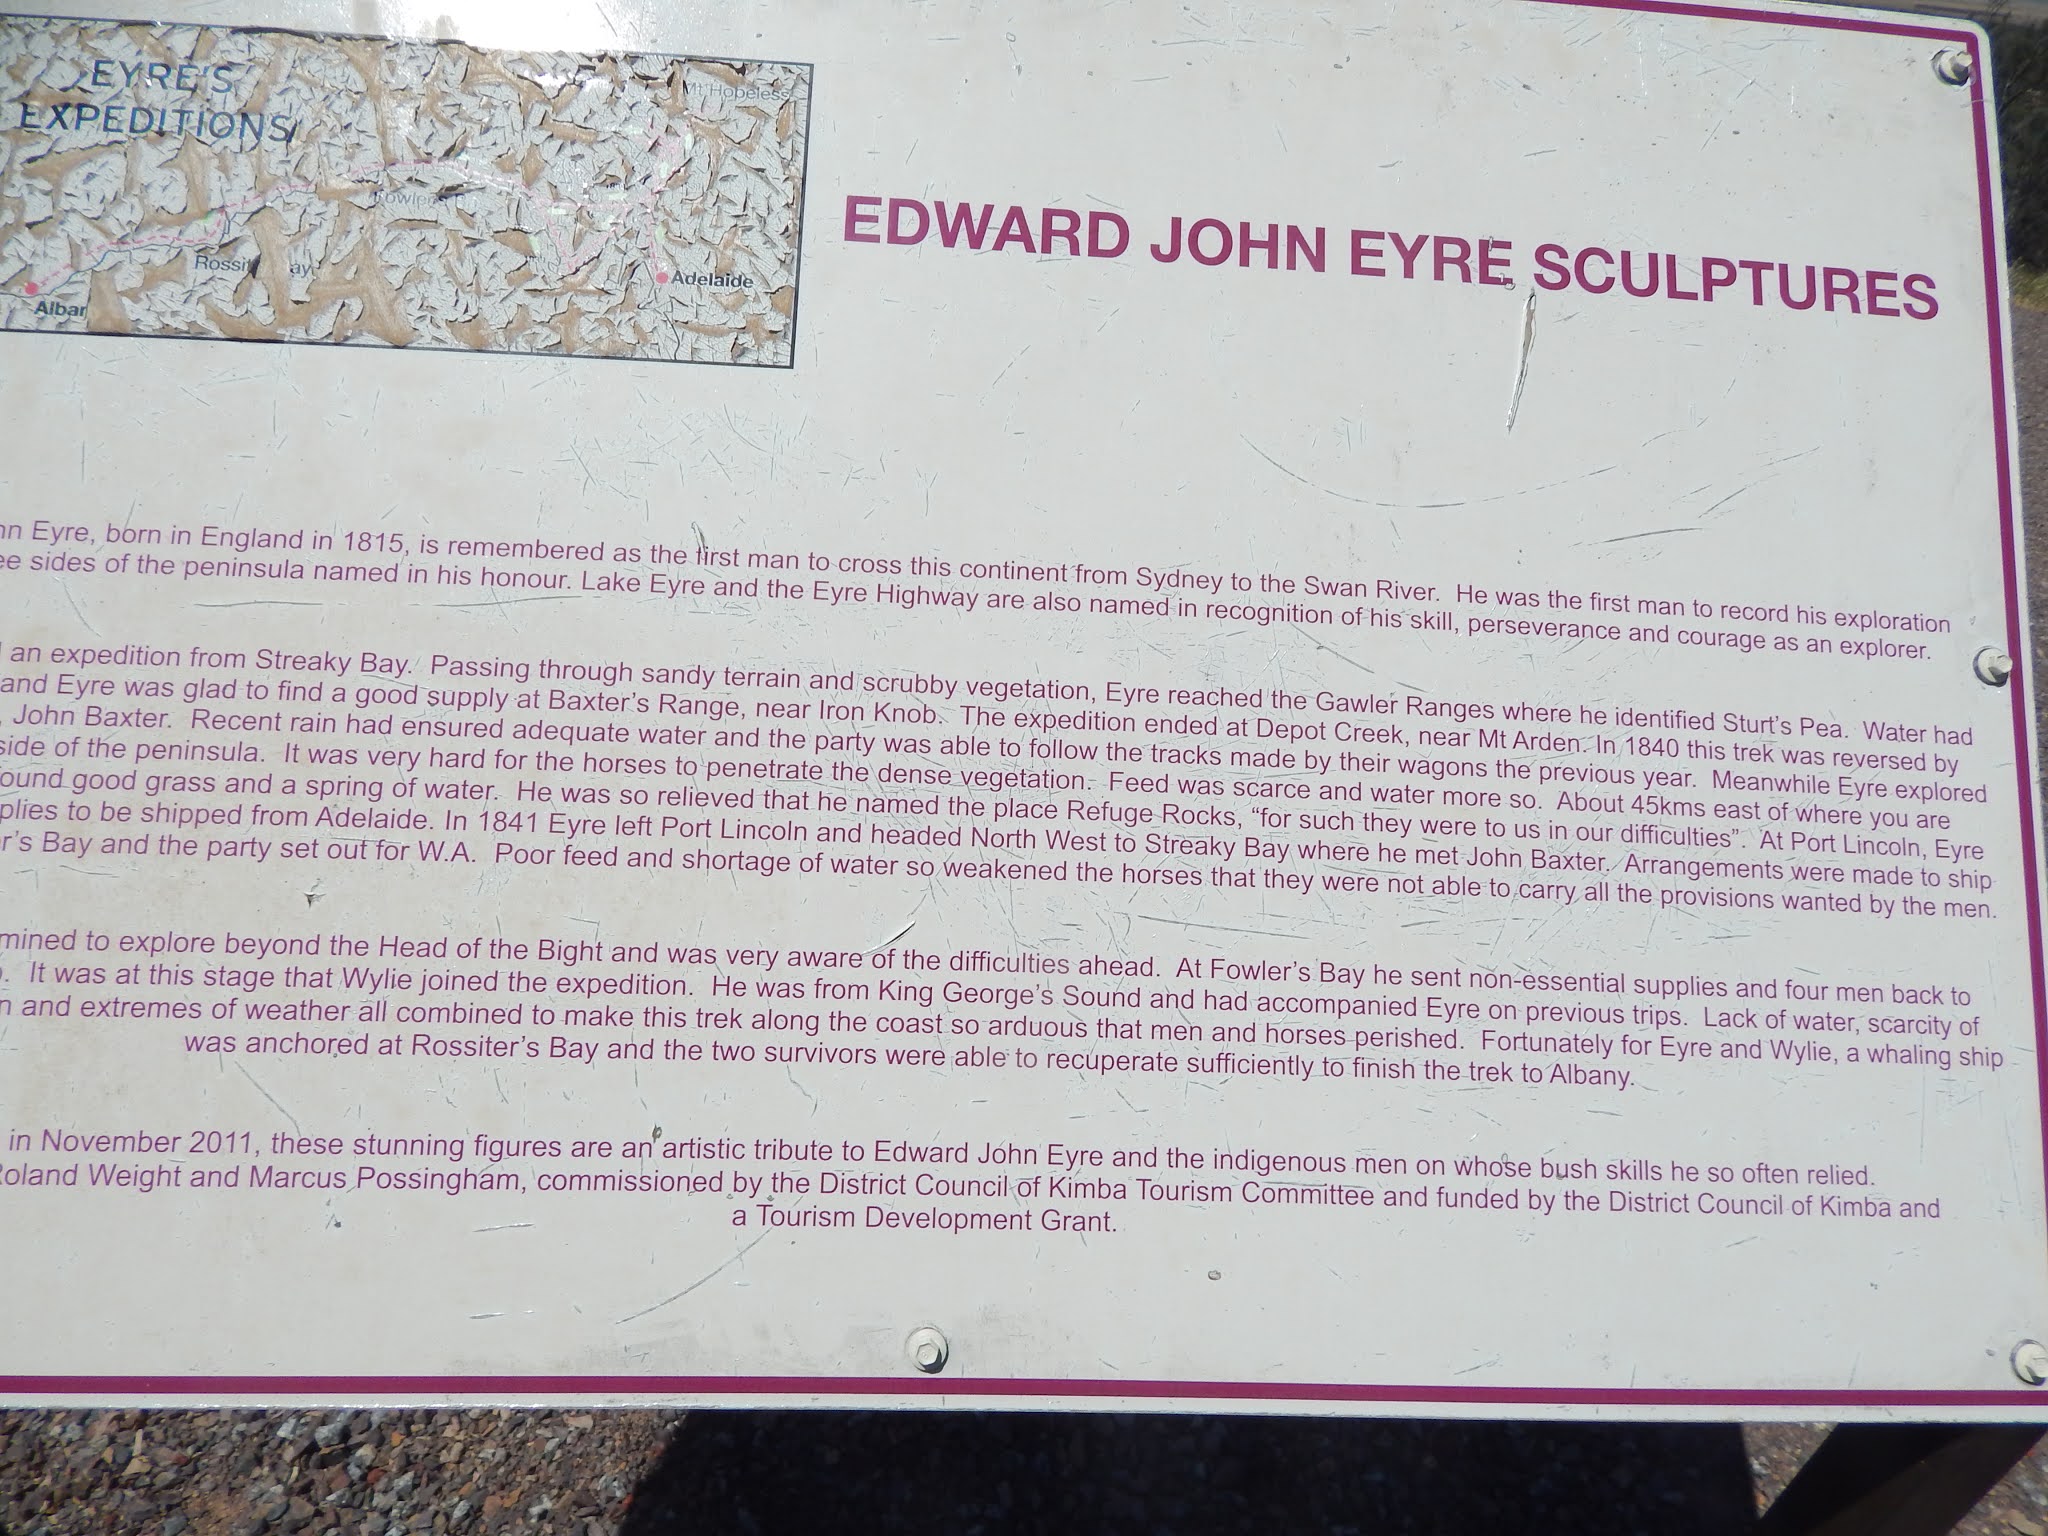 EYRE'S
EXPEDITIONS
Mt Hopeless
Adelaide
EDWARD JOHN EYRE SCULPTURES
Eyre, born in England in 1815, is remembered as the first man to cross this continent from Sydney to the Swan River. He was the first man to record his exploration
sides of the peninsula named in his honour. Lake Eyre and the Eyre Highway are also named in recognition of his skill, perseverance and courage as an explorer.
an expedition from Streaky Bay. Passing through sandy terrain and scrubby vegetation, Eyre reached the Gawler Ranges where he identified Sturt's Pea. Water had
and Eyre was glad to find a good supply at Baxter's Range, near Iron Knob. The expedition ended at Depot Creek, near Mt Arden. In 1840 this trek was reversed by
, John Baxter. Recent rain had ensured adequate water and the party was able to follow the tracks made by their wagons the previous year. Meanwhile Eyre explored
side of the peninsula. It was very hard for the horses to penetrate the dense vegetation. Feed was scarce and water more so. About 45kms east of where you are
ound good grass and a spring of water. He was so relieved that he named the place Refuge Rocks, "for such they were to us in our difficulties". At Port Lincoln, Eyre
plies to be shipped from Adelaide. In 1841 Eyre left Port Lincoln and headed North West to Streaky Bay where he met John Baxter. Arrangements were made to ship
r's Bay and the party set out for W.A. Poor feed and shortage of water so weakened the horses that they were not able to carry all the provisions wanted by the men.
mined to explore beyond the Head of the Bight and was very aware of the difficulties ahead. At Fowler's Bay he sent non-essential supplies and four men back to
. It was at this stage that Wylie joined the expedition. He was from King George's Sound and had accompanied Eyre on previous trips. Lack of water, scarcity of
n and extremes of weather all combined to make this trek along the coast so arduous that men and horses perished. Fortunately for Eyre and Wylie, a whaling ship
was anchored at Rossiter's Bay and the two survivors were able to recuperate sufficiently to finish the trek to Albany.
in November 2011, these stunning figures are an artistic tribute to Edward John Eyre and the indigenous men on whose bush skills he so often relied.
Roland Weight and Marcus Possingham, commissioned by the District Council of Kimba Tourism Committee and funded by the District Council of Kimba and
a Tourism Development Grant.